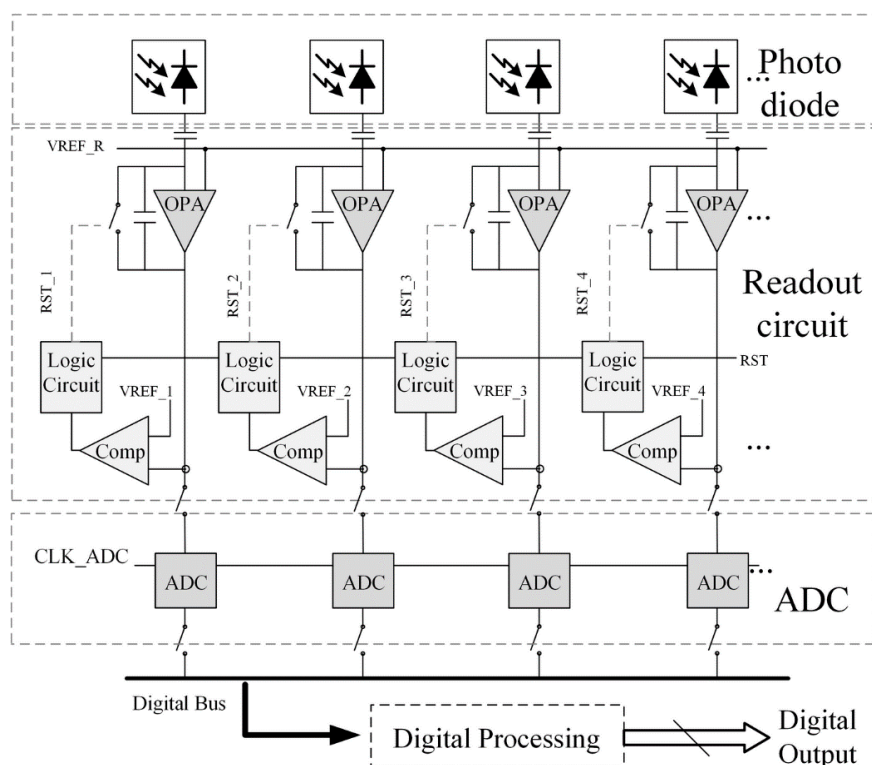 ... Photo
diode
VREF_R
OPA OPA OPA OPA
...
RST_1 RST_2 RST_3 RST_4
Readout
circuit
Logic
Circuit
Logic
Circuit
Logic
Circuit
Logic
Circuit
RST
VREF_1 VREF_2 VREF_3 VREF_4
Comp Comp Comp Comp
...
CLK_ADC
ADC ADC ADC ADC
...
ADC
Digital Bus
Digital Processing
Digital
Output